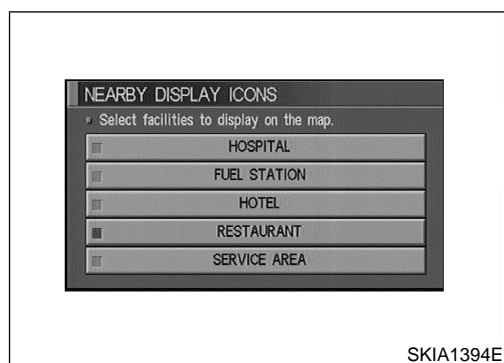 NEARBY DISPLAY ICONS
Select facilities to display on the map.
HOSPITAL
FUEL STATION
HOTEL
RESTAURANT
SERVICE AREA
SKIA1394E